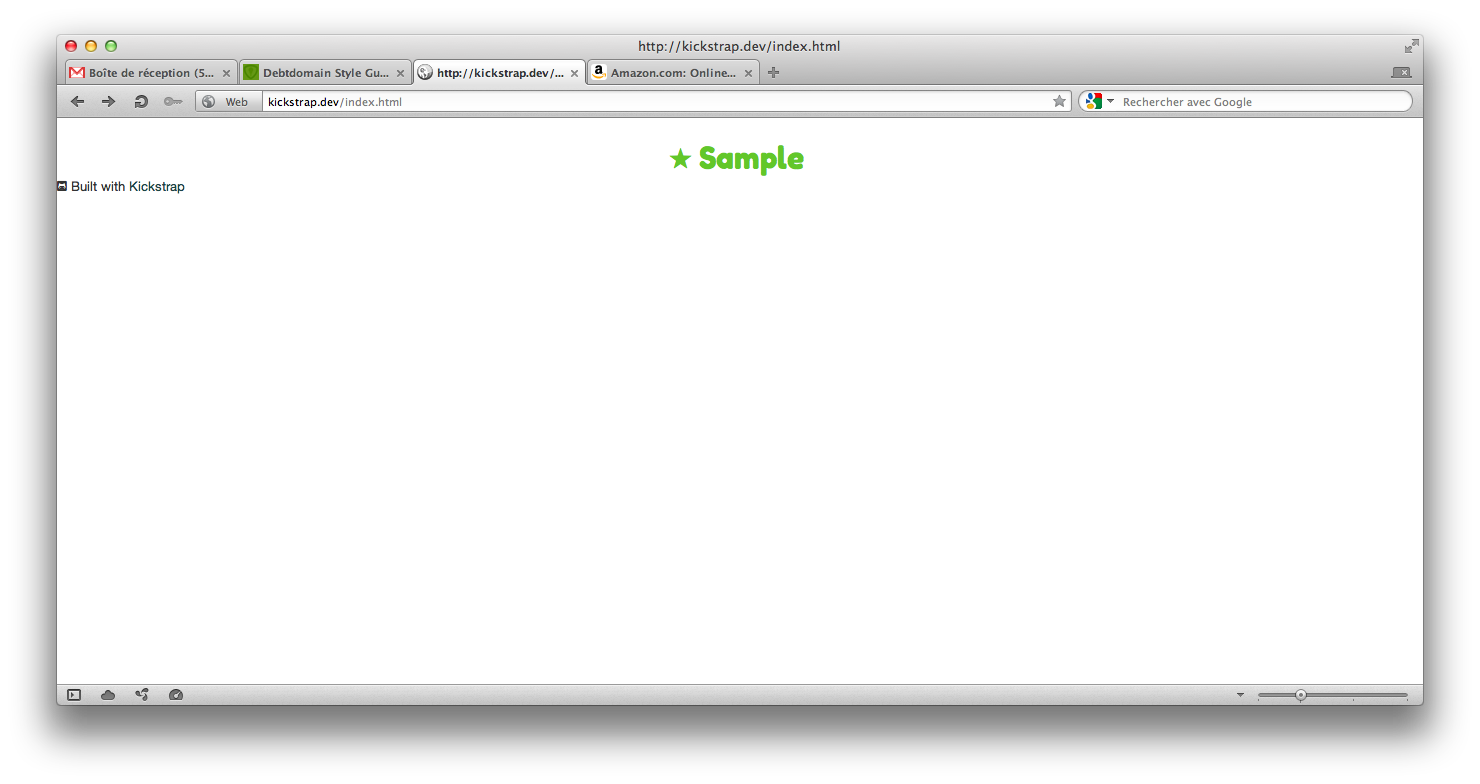 http://kickstrap.dev/index.html
Boîte de réception (5... Debtdomain Style Gu... http://kickstrap.dev/... Amazon.com: Online...
Web kickstrap.dev/index.html Rechercher avec Google
★ Sample
Built with Kickstrap